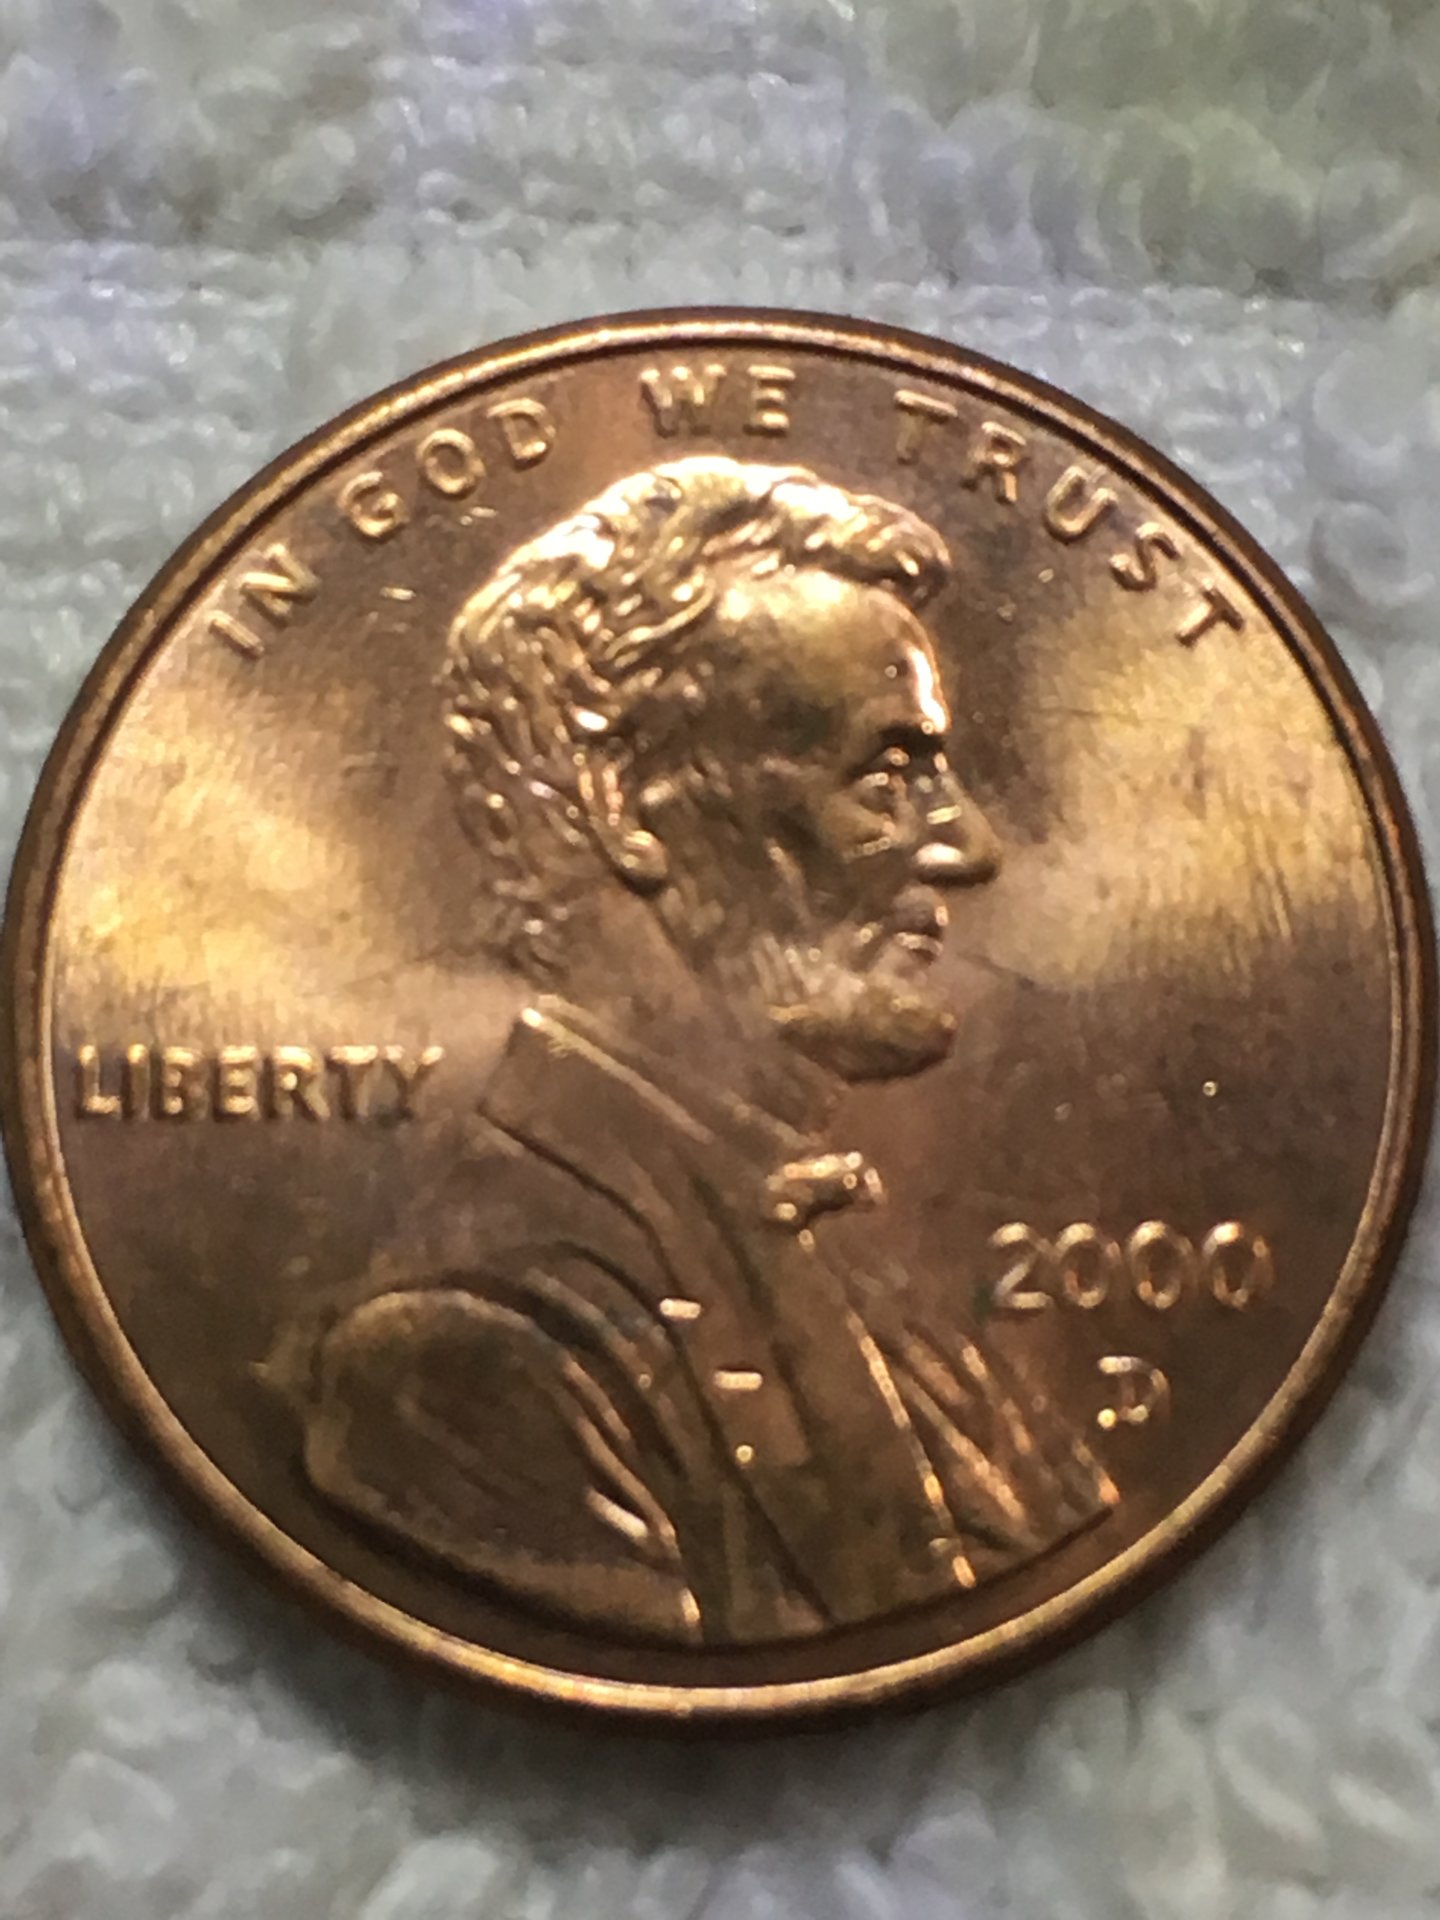 IN GOD WE TRUST
LIBERTY
2000
D